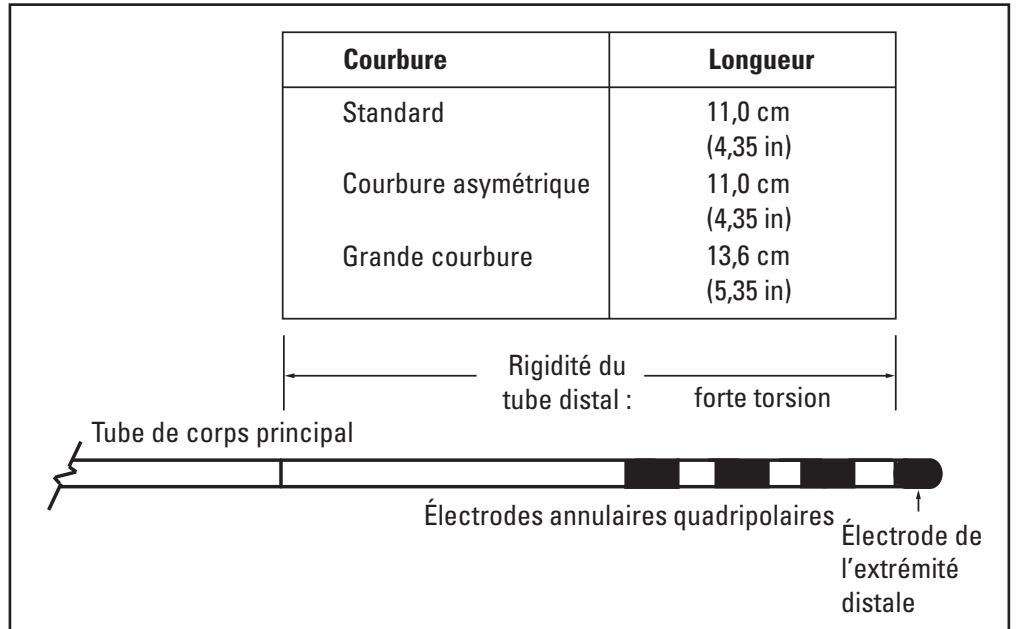 Courbure Longueur
Standard 11,0 cm
(4,35 in)
Courbure asymétrique 11,0 cm
(4,35 in)
Grande courbure 13,6 cm
(5,35 in)
Rigidité du
tube distal : forte torsion
Tube de corps principal
Électrodes annulaires quadripolaires
Électrode de
l'extrémité
distale